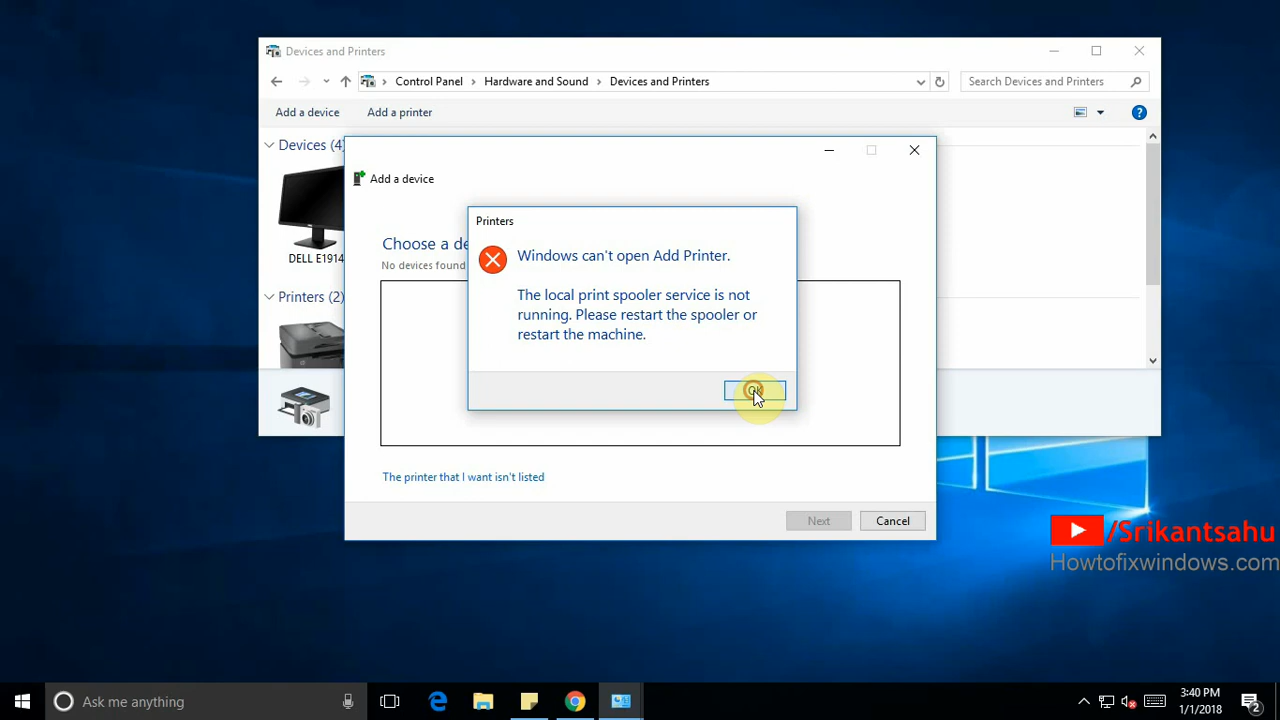 Devices and Printers
Control Panel
Hardware and Sound
Devices and Printers
Search Devices and Printers
Add a device
Add a printer
Devices (4)
Add a device
Printers
Choose a de
Windows can't open Add Printer.
DELL E1914
No devices found
The local print spooler service is not
running. Please restart the spooler or
restart the machine.
Printers (2)
OK
The printer that I want isn't listed
Next
Cancel
/Srikantsahu
Howtofixwindows.com
Ask me anything
3:40 PM
1/1/2018
2